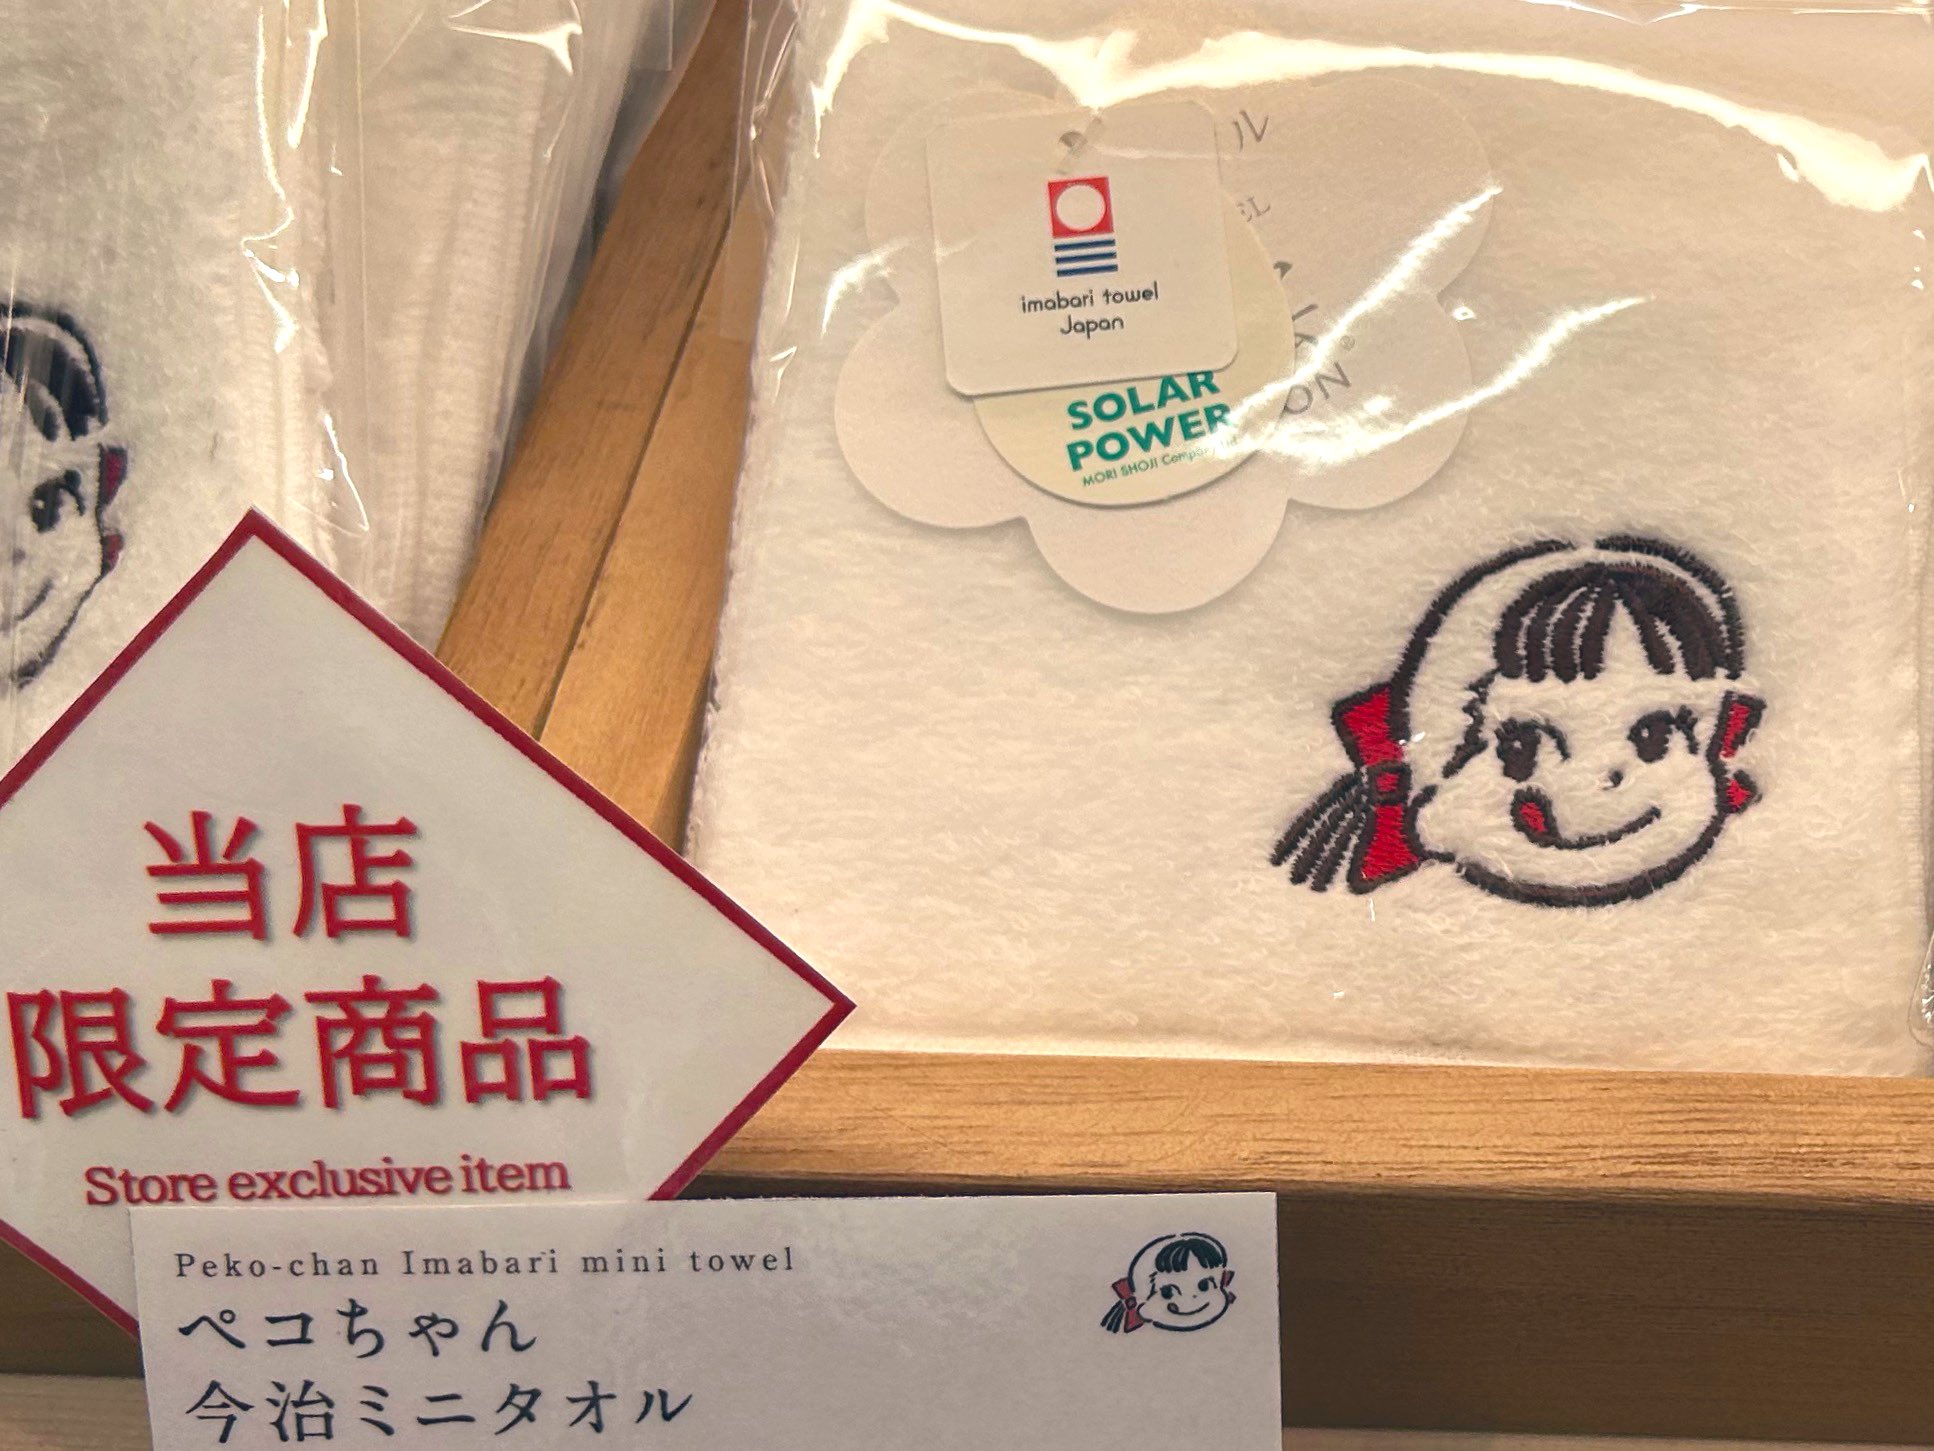 imabari towel
Japan
SOLAR
POWER
MORI SHOJI
当店
限定商品
Store exclusive item
Peko-chan Imabari mini towel
ペコちゃん
今治ミニタオル